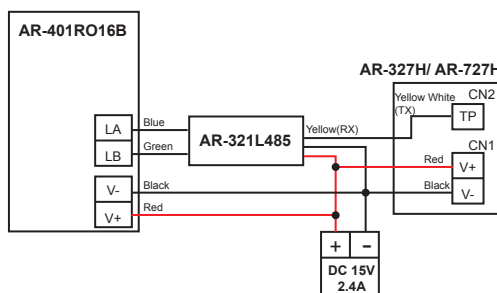 AR-401RO16B
AR-327H/ AR-727H
CN2
Yellow White
(TX)
TP
LA
Blue
AR-321L485
Yellow(RX)
LB
Green
CN1
Red
V+
V-
Black
Black
V-
V+
Red
+
−
DC 15V
2.4A